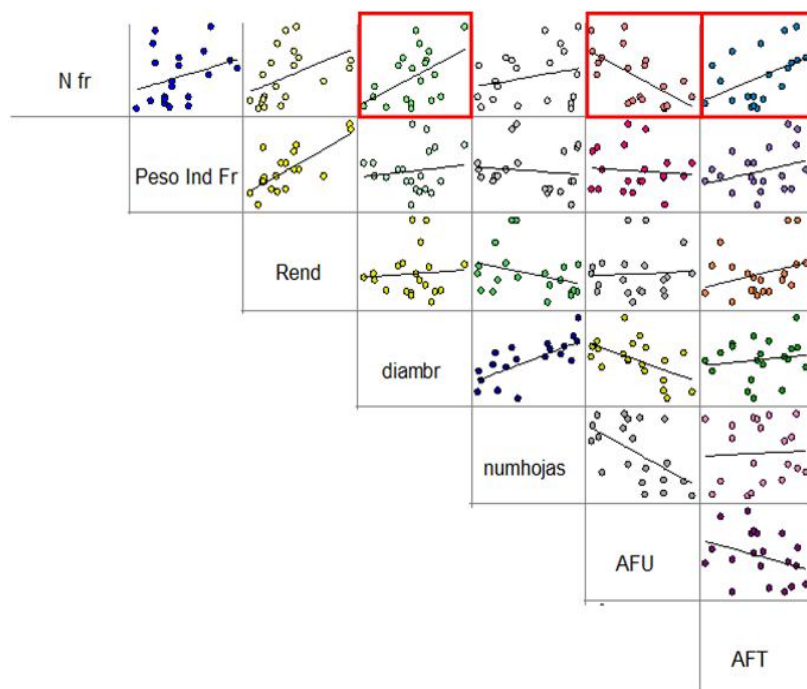 N fr
Peso Ind Fr
Rend
diambr
numhojas
AFU
AFT